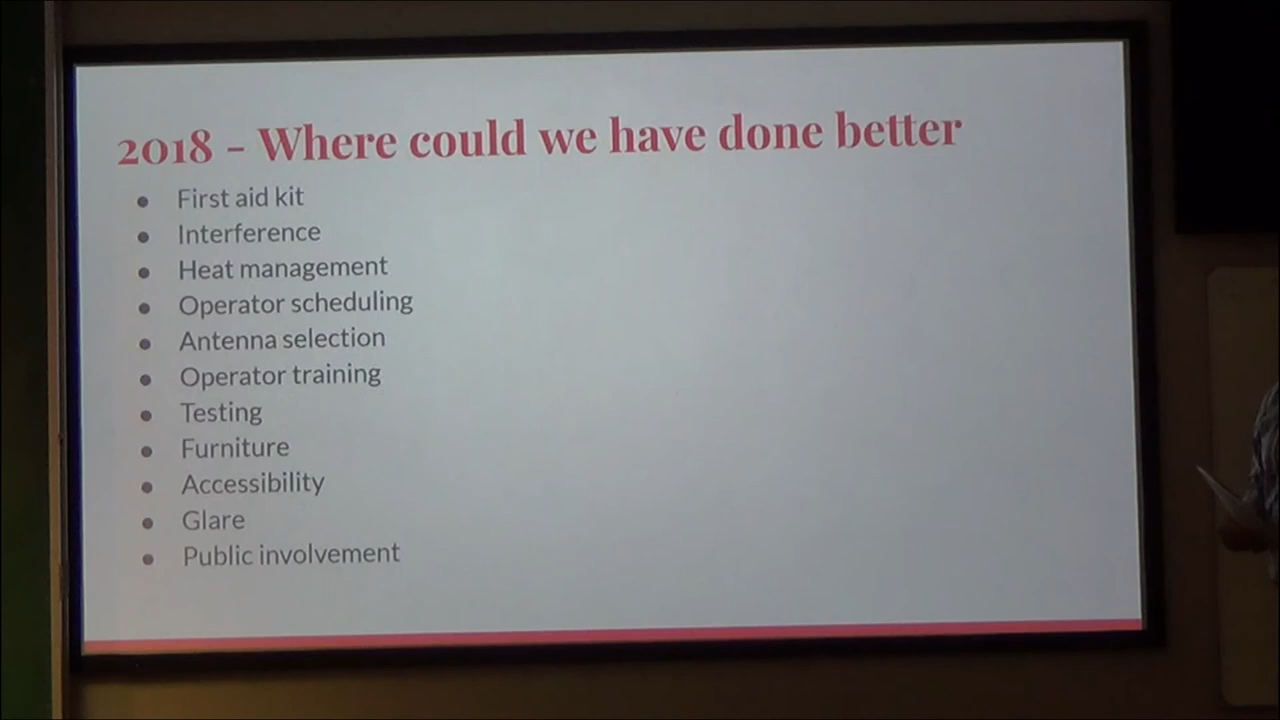 2018 - Where could we have done better
● First aid kit
● Interference
● Heat management
● Operator scheduling
● Antenna selection
● Operator training
● Testing
● Furniture
● Accessibility
● Glare
● Public involvement